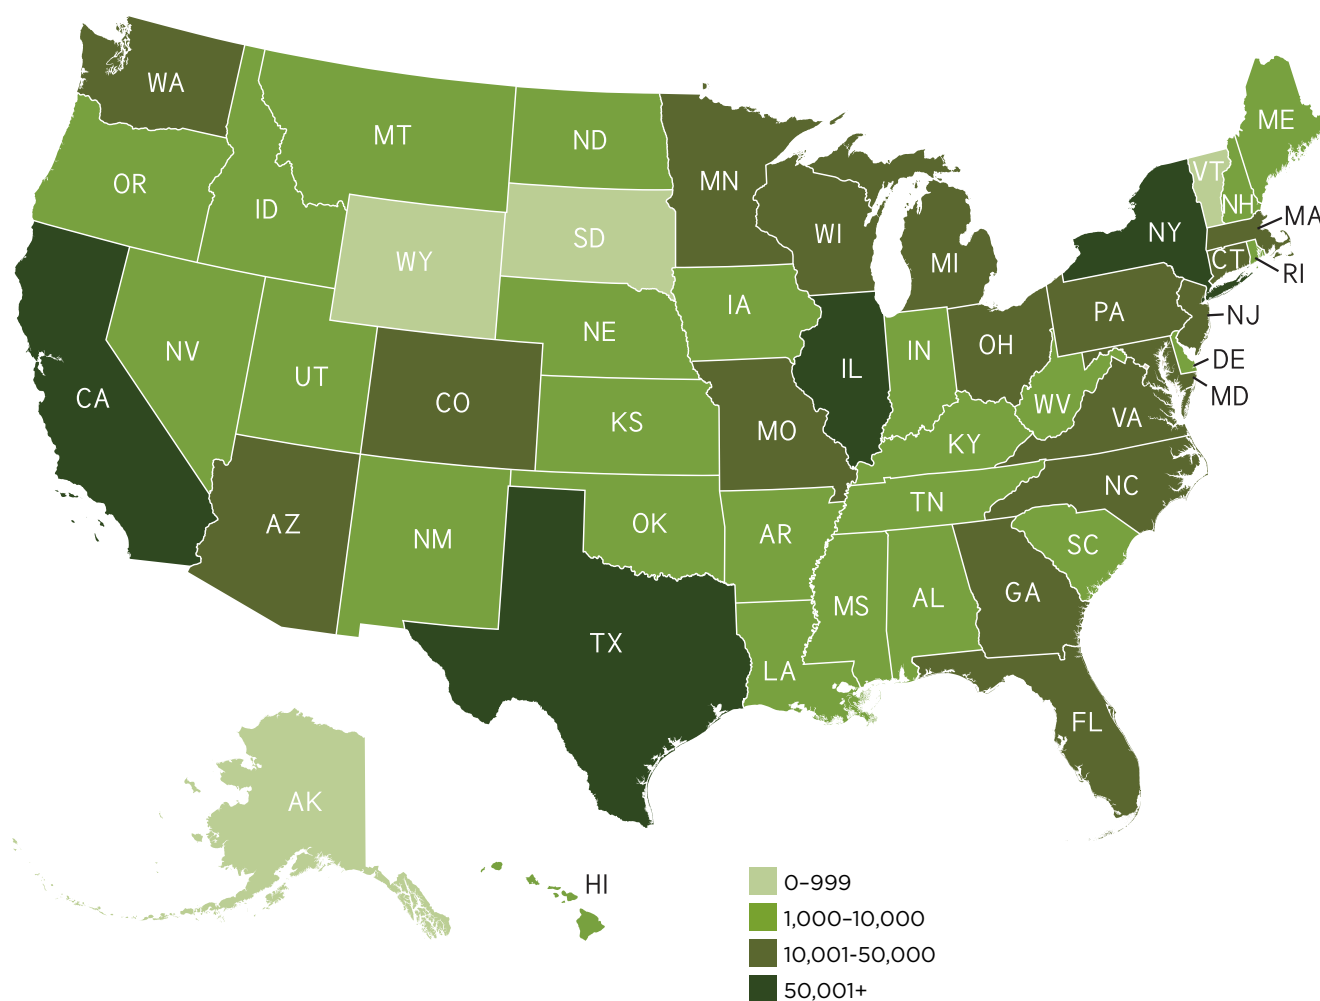 WA
MT
ND
ME
OR
ID
MN
VT
NH
MA
WY
SD
WI
MI
NY
CT
RI
IA
NE
PA
NJ
NV
UT
IL
IN
OH
DE
CA
CO
KS
MO
WV
MD
VA
KY
AZ
NM
OK
AR
TN
NC
SC
TX
MS
AL
GA
LA
FL
AK
HI
0–999
1,000–10,000
10,001-50,000
50,001+